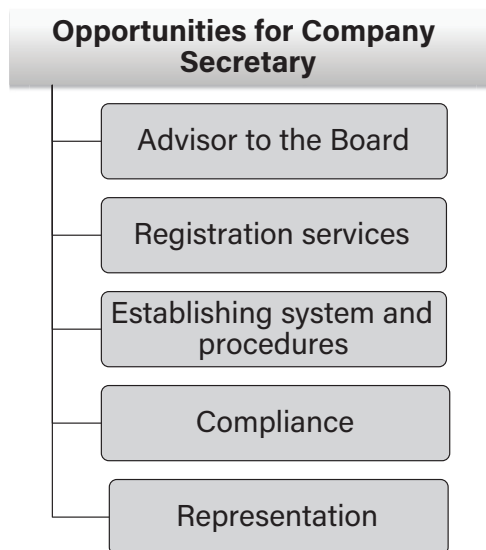 Opportunities for Company
Secretary
Advisor to the Board
Registration services
Establishing system and
procedures
Compliance
Representation